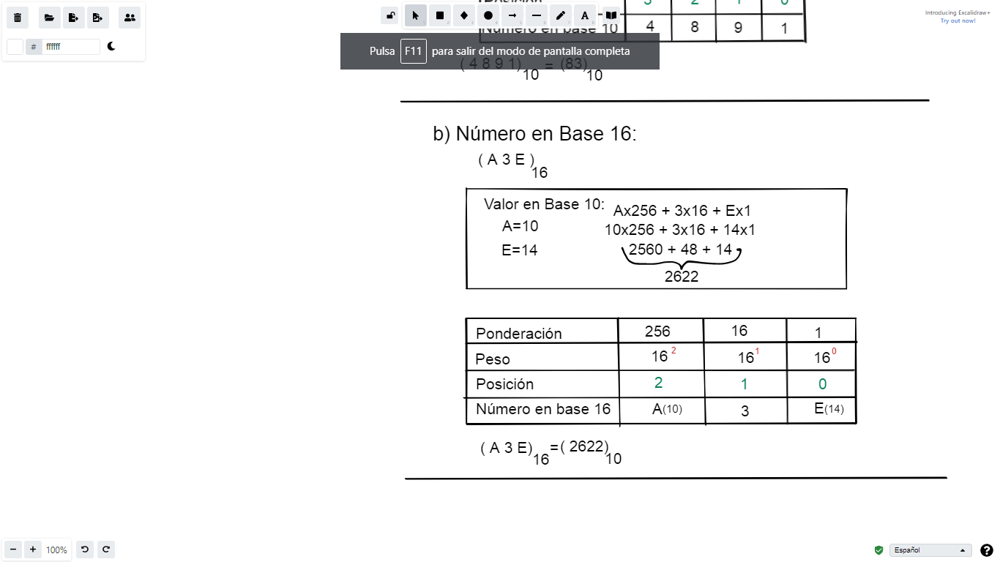 # ffffff
Introducing Excalidraw+
Try out now!
Posición 3 2 1 0
Número en base 10 4 8 9 1
Pulsa F11 para salir del modo de pantalla completa
( 4 8 9 1)10 = (83)10
b) Número en Base 16:
( A 3 E )16
Valor en Base 10: Ax256 + 3x16 + Ex1
A=10 10x256 + 3x16 + 14x1
E=14 2560 + 48 + 14
2622
Ponderación 256 16 1
Peso 16 2 16 1 16 0
Posición 2 1 0
Número en base 16 A(10) 3 E(14)
( A 3 E)16 =( 2622)10
100%
Español